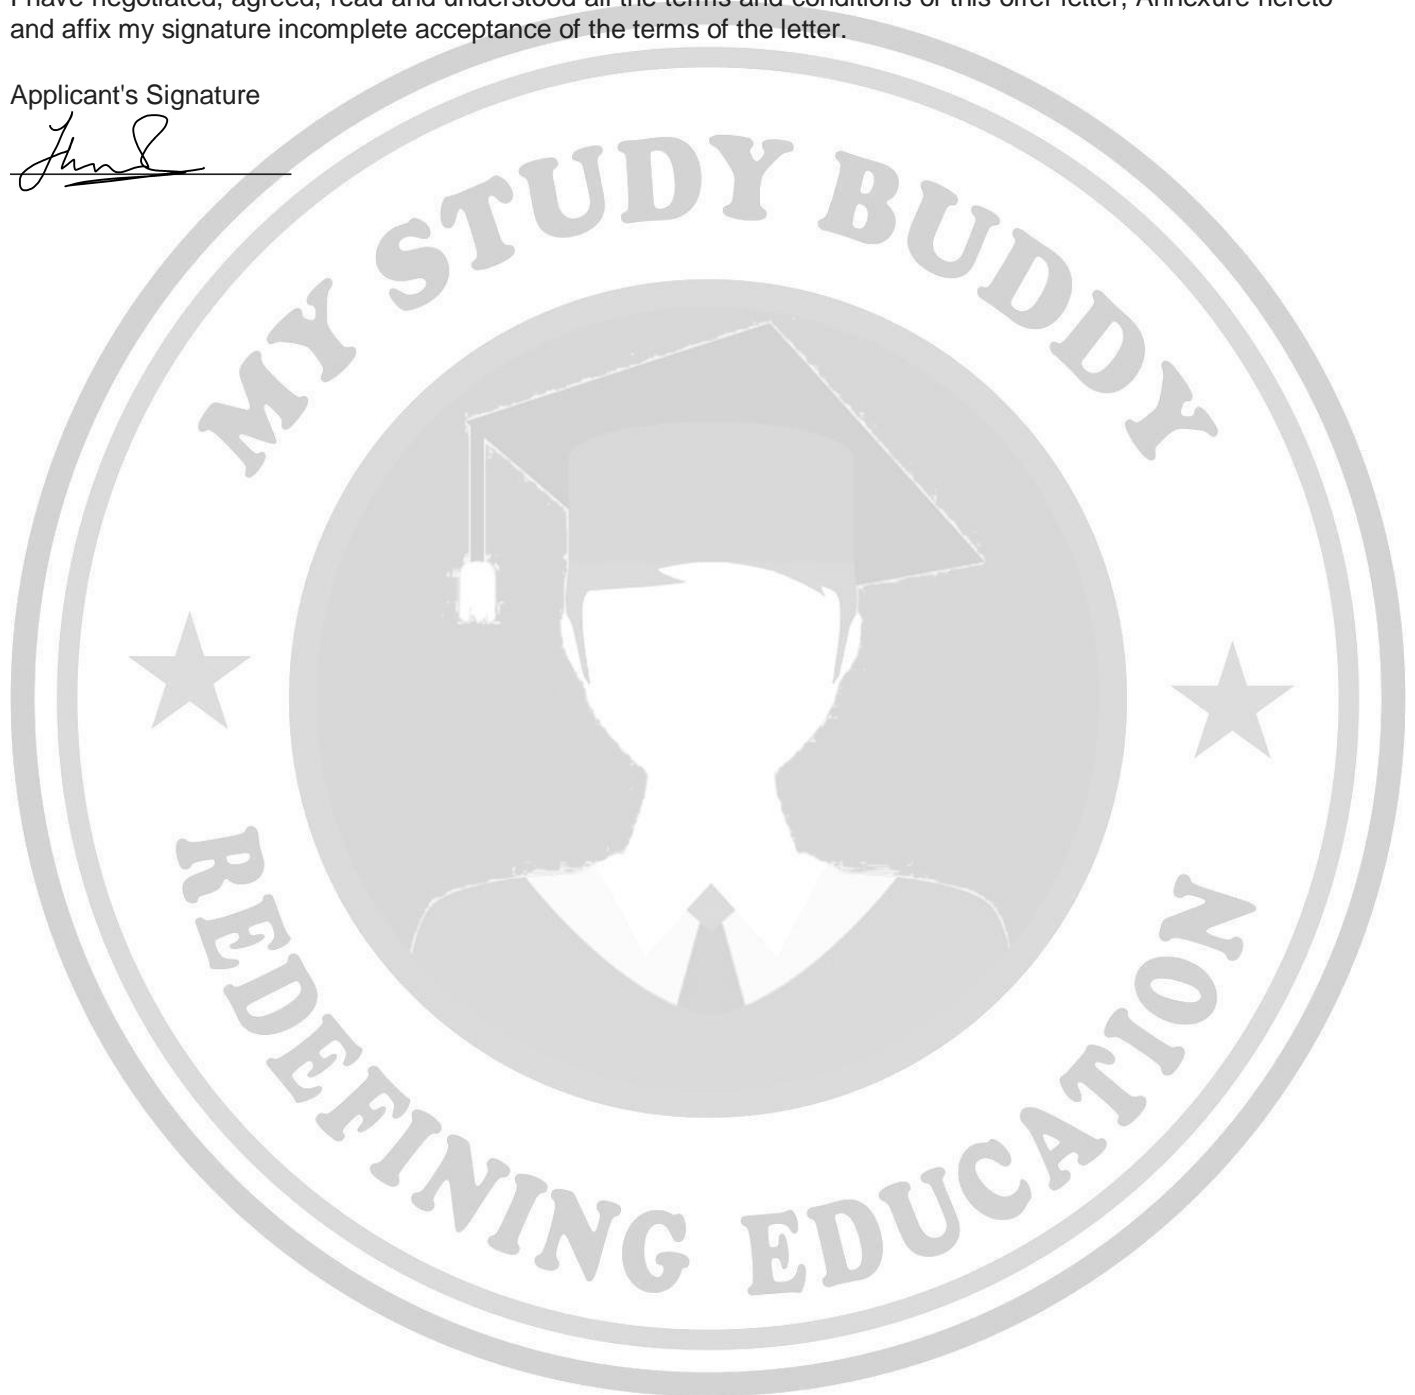 I have negotiated, agreed, read and understood all the terms and conditions of this offer letter, Annexure hereto
and affix my signature incomplete acceptance of the terms of the letter.
Applicant's Signature
MY STUDY BUDDY
REDEFINING EDUCATION